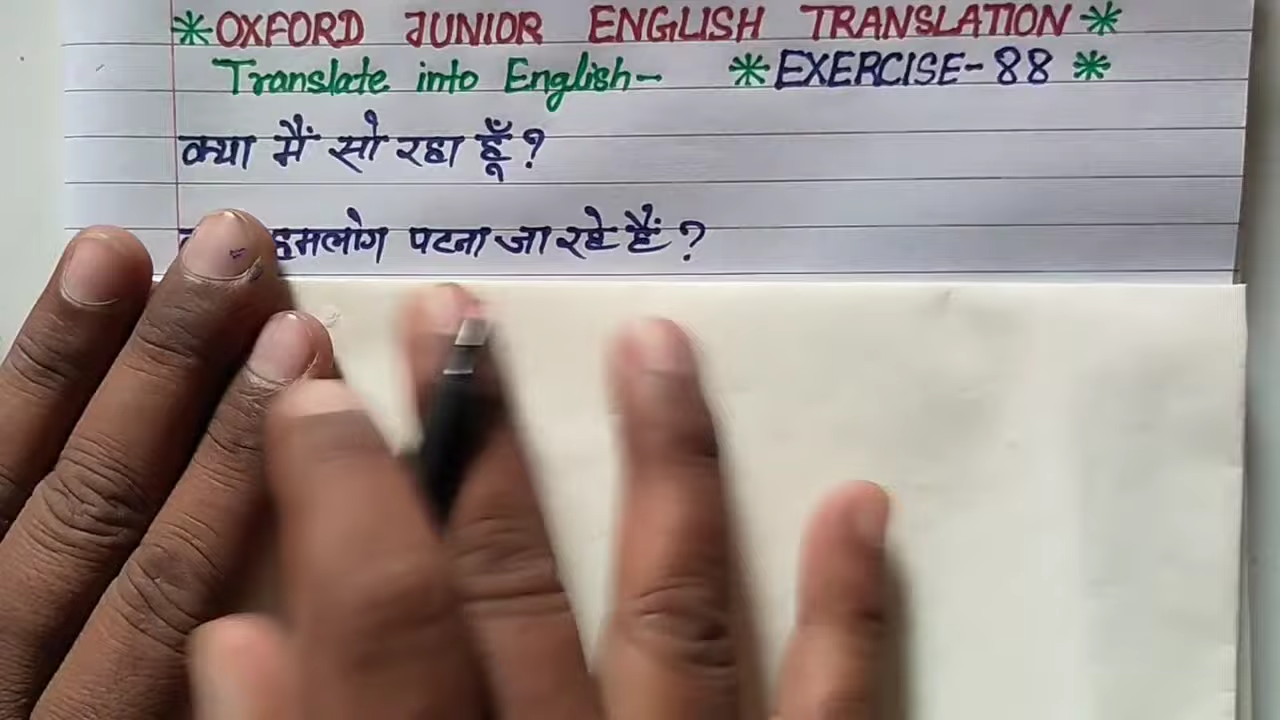 *OXFORD JUNIOR ENGLISH TRANSLATION*
Translate into English- *EXERCISE-88*
क्या मैं सो रहा हूँ?
हमलोग पटना जा रहे हैं?